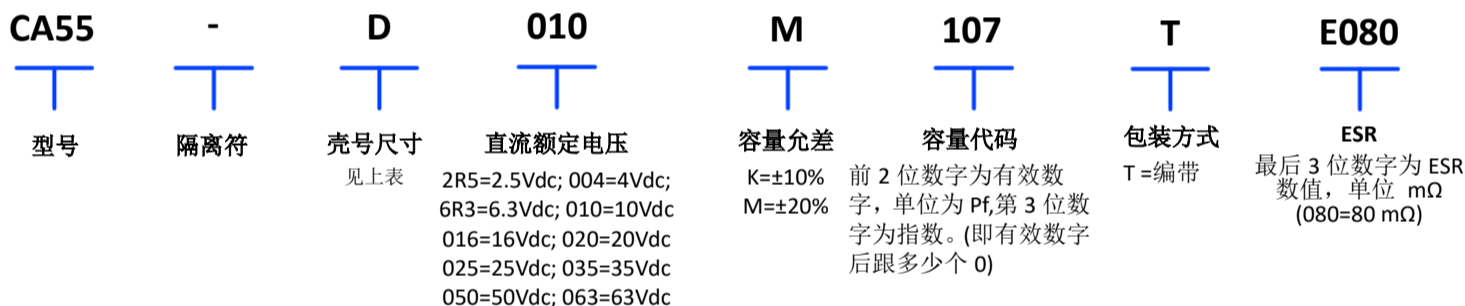 CA55 - D 010 M 107 T E080
型号 隔离符 壳号尺寸 直流额定电压 容量允差 容量代码 包装方式 ESR
见上表
2R5=2.5Vdc; 004=4Vdc;
6R3=6.3Vdc; 010=10Vdc
016=16Vdc; 020=20Vdc
025=25Vdc; 035=35Vdc
050=50Vdc; 063=63Vdc
K=±10%
M=±20%
前 2 位数字为有效数
字，单位为 Pf,第 3 位数
字为指数。(即有效数字
后跟多少个 0)
T =编带
最后 3 位数字为 ESR
数值，单位 mΩ
(080=80 mΩ)